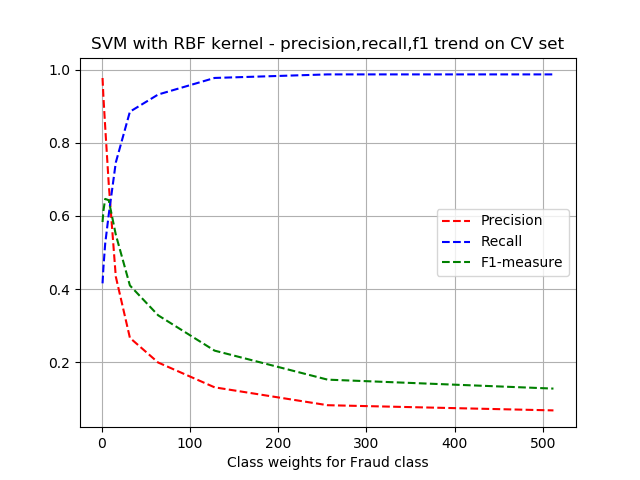 SVM with RBF kernel - precision,recall,f1 trend on CV set
1.0
0.8
0.6
0.4
0.2
Precision
Recall
F1-measure
0 100 200 300 400 500
Class weights for Fraud class